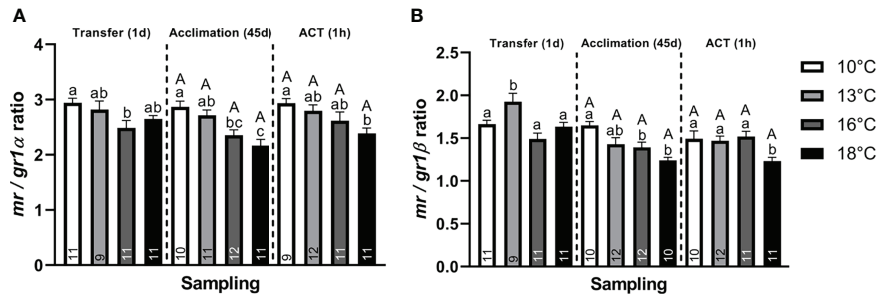 A
Transfer (1d) Acclimation (45d) ACT (1h)
mr / gr1α ratio
4
3
2
1
0
a ab b ab
A A A A
a ab bc c
A A A A
a ab ab b
11 9 11 11 10 11 12 11 9 12 11 11
Sampling
B
Transfer (1d) Acclimation (45d) ACT (1h)
mr / gr1β ratio
2.5
2.0
1.5
1.0
0.5
0.0
a b a a
A A A A
a ab b b
A A A A
a a a b
11 9 11 11 10 12 12 10 10 12 11 11
Sampling
10°C
13°C
16°C
18°C